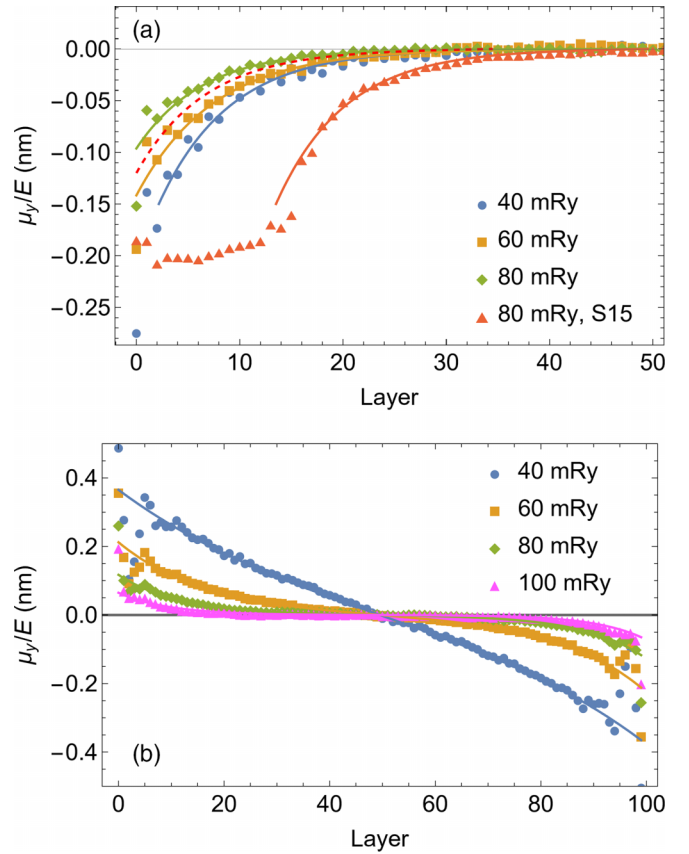 (a)
0.00
−0.05
−0.10
−0.15
−0.20
−0.25
μy/E (nm)
40 mRy
60 mRy
80 mRy
80 mRy, S15
0 10 20 30 40 50
Layer
0.4
0.2
0.0
−0.2
−0.4
μy/E (nm)
40 mRy
60 mRy
80 mRy
100 mRy
(b)
0 20 40 60 80 100
Layer